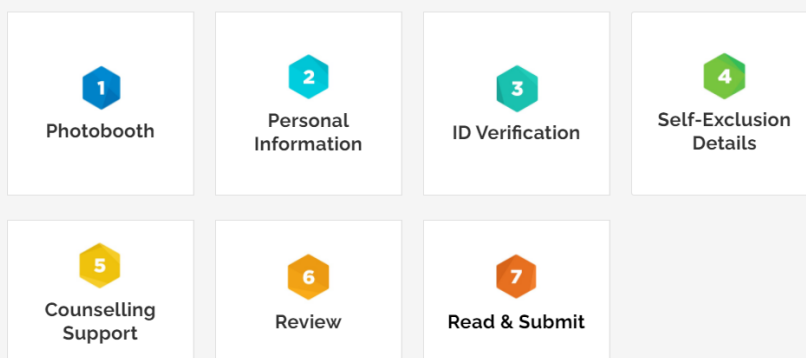 1
Photobooth
2
Personal
Information
3
ID Verification
4
Self-Exclusion
Details
5
Counselling
Support
6
Review
7
Read & Submit